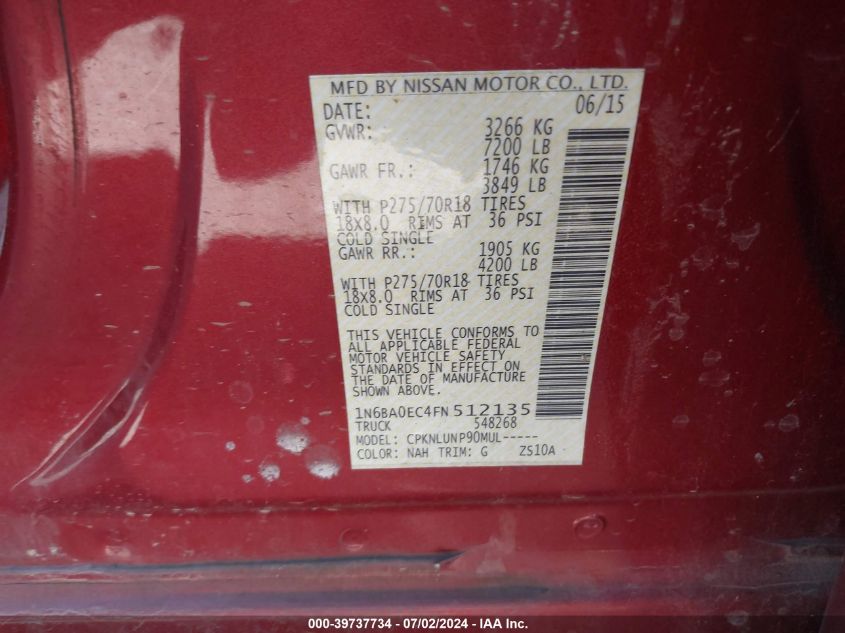 MFD BY NISSAN MOTOR CO., LTD.
DATE: 06/15
GVWR: 3266 KG
7200 LB
GAWR FR.: 1746 KG
3849 LB
WITH P275/70R18 TIRES
18X8.0 RIMS AT 36 PSI
COLD SINGLE
GAWR RR.: 1905 KG
4200 LB
WITH P275/70R18 TIRES
18X8.0 RIMS AT 36 PSI
COLD SINGLE
THIS VEHICLE CONFORMS TO
ALL APPLICABLE FEDERAL
MOTOR VEHICLE SAFETY
STANDARDS IN EFFECT ON
THE DATE OF MANUFACTURE
SHOWN ABOVE.
1N6BA0EC4FN512135
TRUCK 548268
MODEL: CPKNLUNP90MUL-----
COLOR: NAH TRIM: G ZS10A
000-39737734 - 07/02/2024 - IAA Inc.